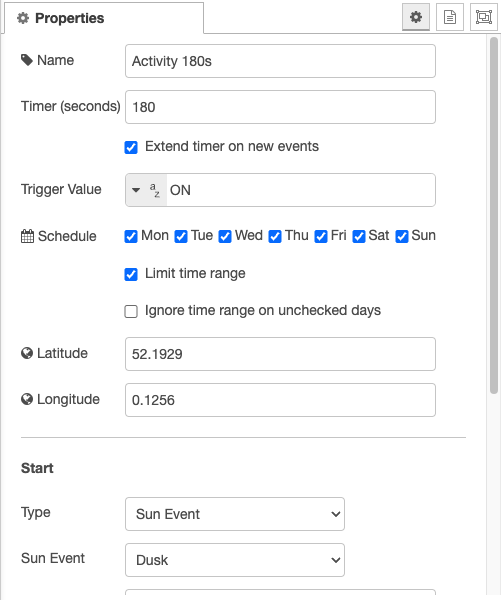 Properties
Name
Activity 180s
Timer (seconds)
180
Extend timer on new events
Trigger Value
az
ON
Schedule
Mon Tue Wed Thu Fri Sat Sun
Limit time range
Ignore time range on unchecked days
Latitude
52.1929
Longitude
0.1256
Start
Type
Sun Event
Sun Event
Dusk